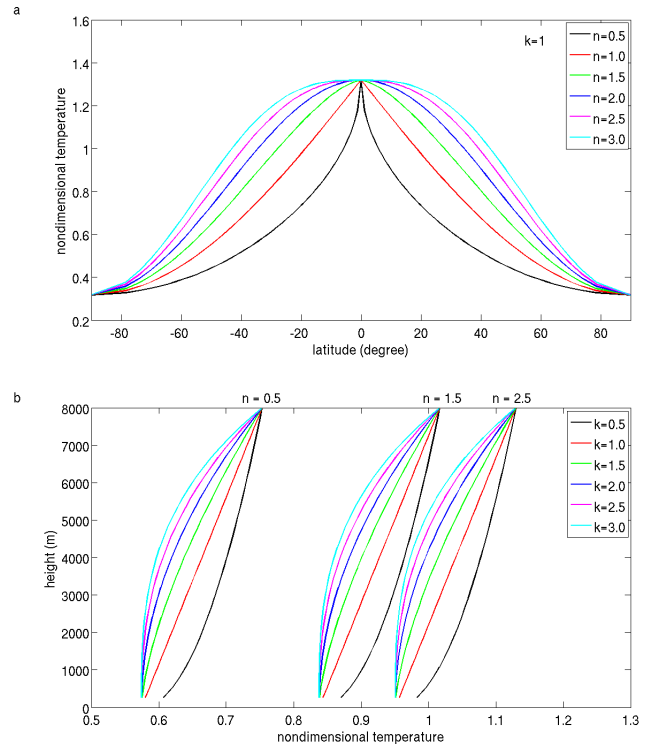 a
1.6
1.4
1.2
1
0.8
0.6
0.4
0.2
nondimensional temperature
k=1
n=0.5
n=1.0
n=1.5
n=2.0
n=2.5
n=3.0
-80 -60 -40 -20 0 20 40 60 80
latitude (degree)
b
n = 0.5 n = 1.5 n = 2.5
8000
7000
6000
5000
4000
3000
2000
1000
0
height (m)
k=0.5
k=1.0
k=1.5
k=2.0
k=2.5
k=3.0
0.5 0.6 0.7 0.8 0.9 1 1.1 1.2 1.3
nondimensional temperature